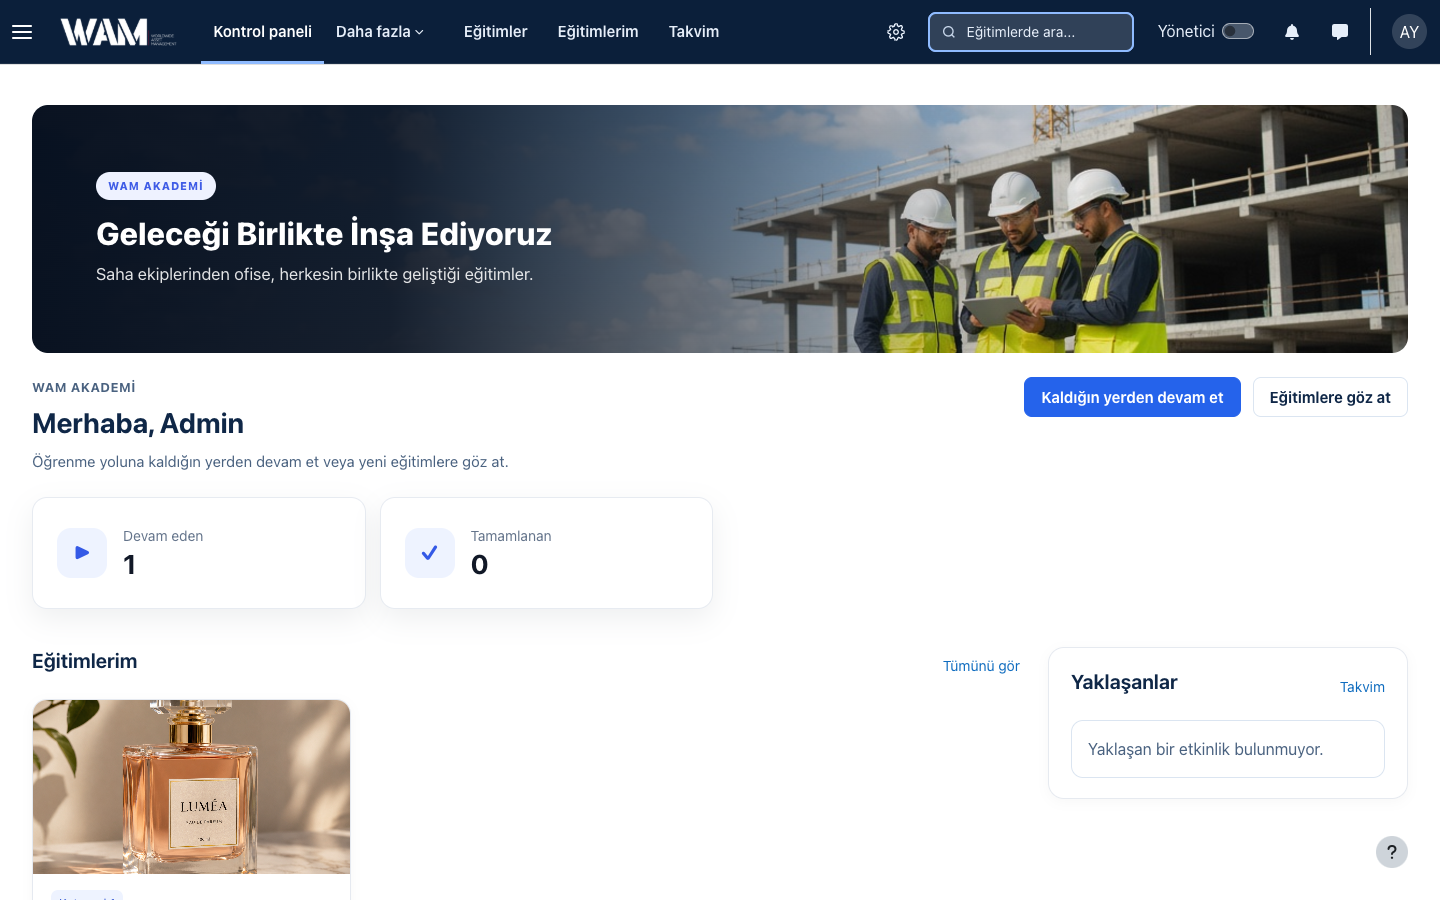 WAM
WORLDWIDE
ASSET
MANAGEMENT
Kontrol paneli
Daha fazla
Eğitimler
Eğitimlerim
Takvim
Eğitimlerde ara...
Yönetici
AY
WAM AKADEMİ
Geleceği Birlikte İnşa Ediyoruz
Saha ekiplerinden ofise, herkesin birlikte geliştiği eğitimler.
WAM AKADEMİ
Merhaba, Admin
Öğrenme yoluna kaldığın yerden devam et veya yeni eğitimlere göz at.
Kaldığın yerden devam et
Eğitimlere göz at
Devam eden
1
Tamamlanan
0
Eğitimlerim
Tümünü gör
LUMÉA
Yaklaşanlar
Takvim
Yaklaşan bir etkinlik bulunmuyor.
?